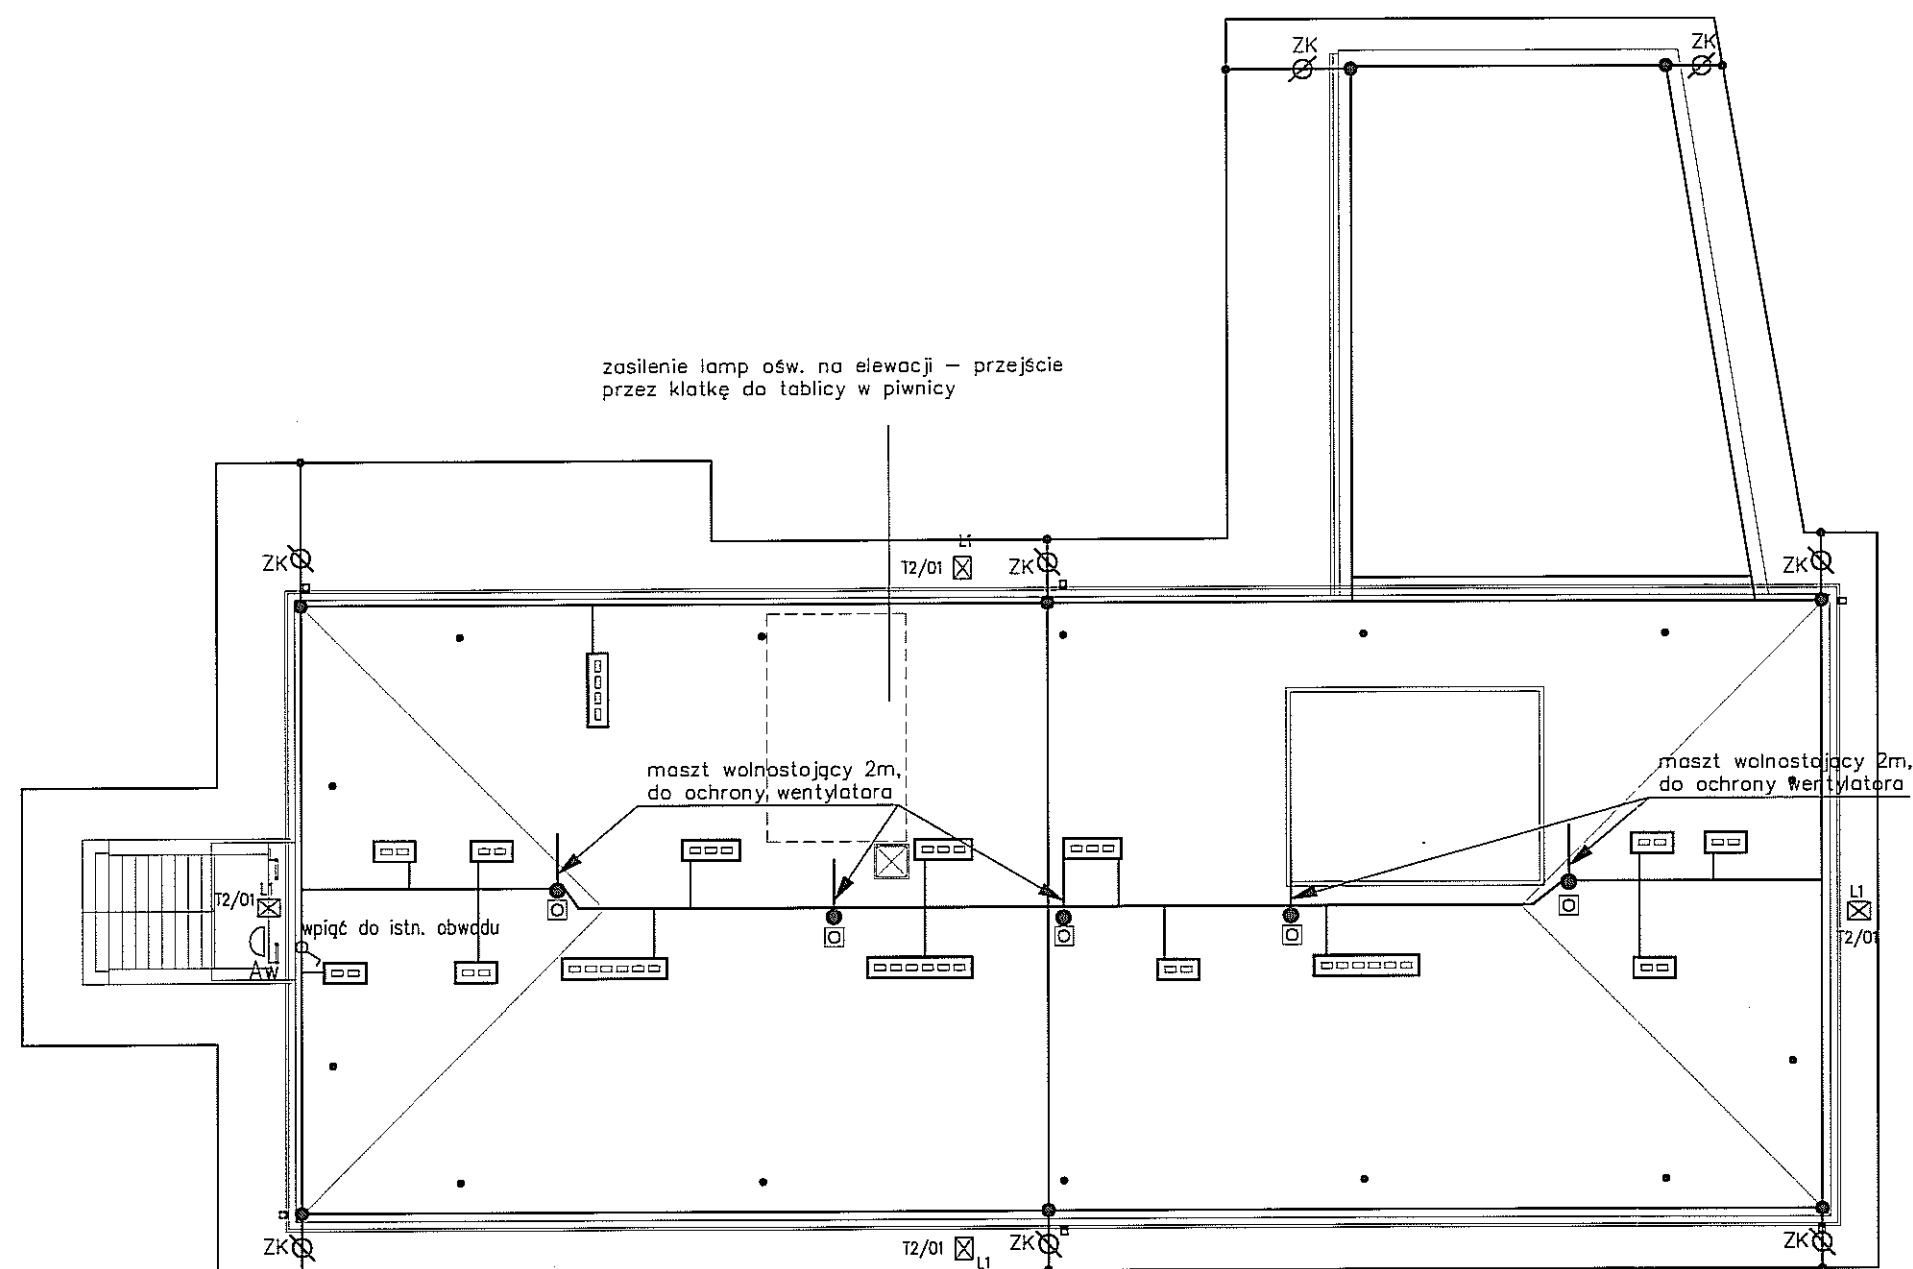 ZK
ZK
zasilenie lamp ośw. na elewacji – przejście
przez klatkę do tablicy w piwnicy
L1
ZK
T2/01
ZK
ZK
maszt wolnostojący 2m,
do ochrony wentylatora
maszt wolnostojący 2m,
do ochrony wentylatora
L1
T2/01
L1
wpiąć do istn. obwodu
T2/01
AW
ZK
T2/01
ZK
ZK
L1